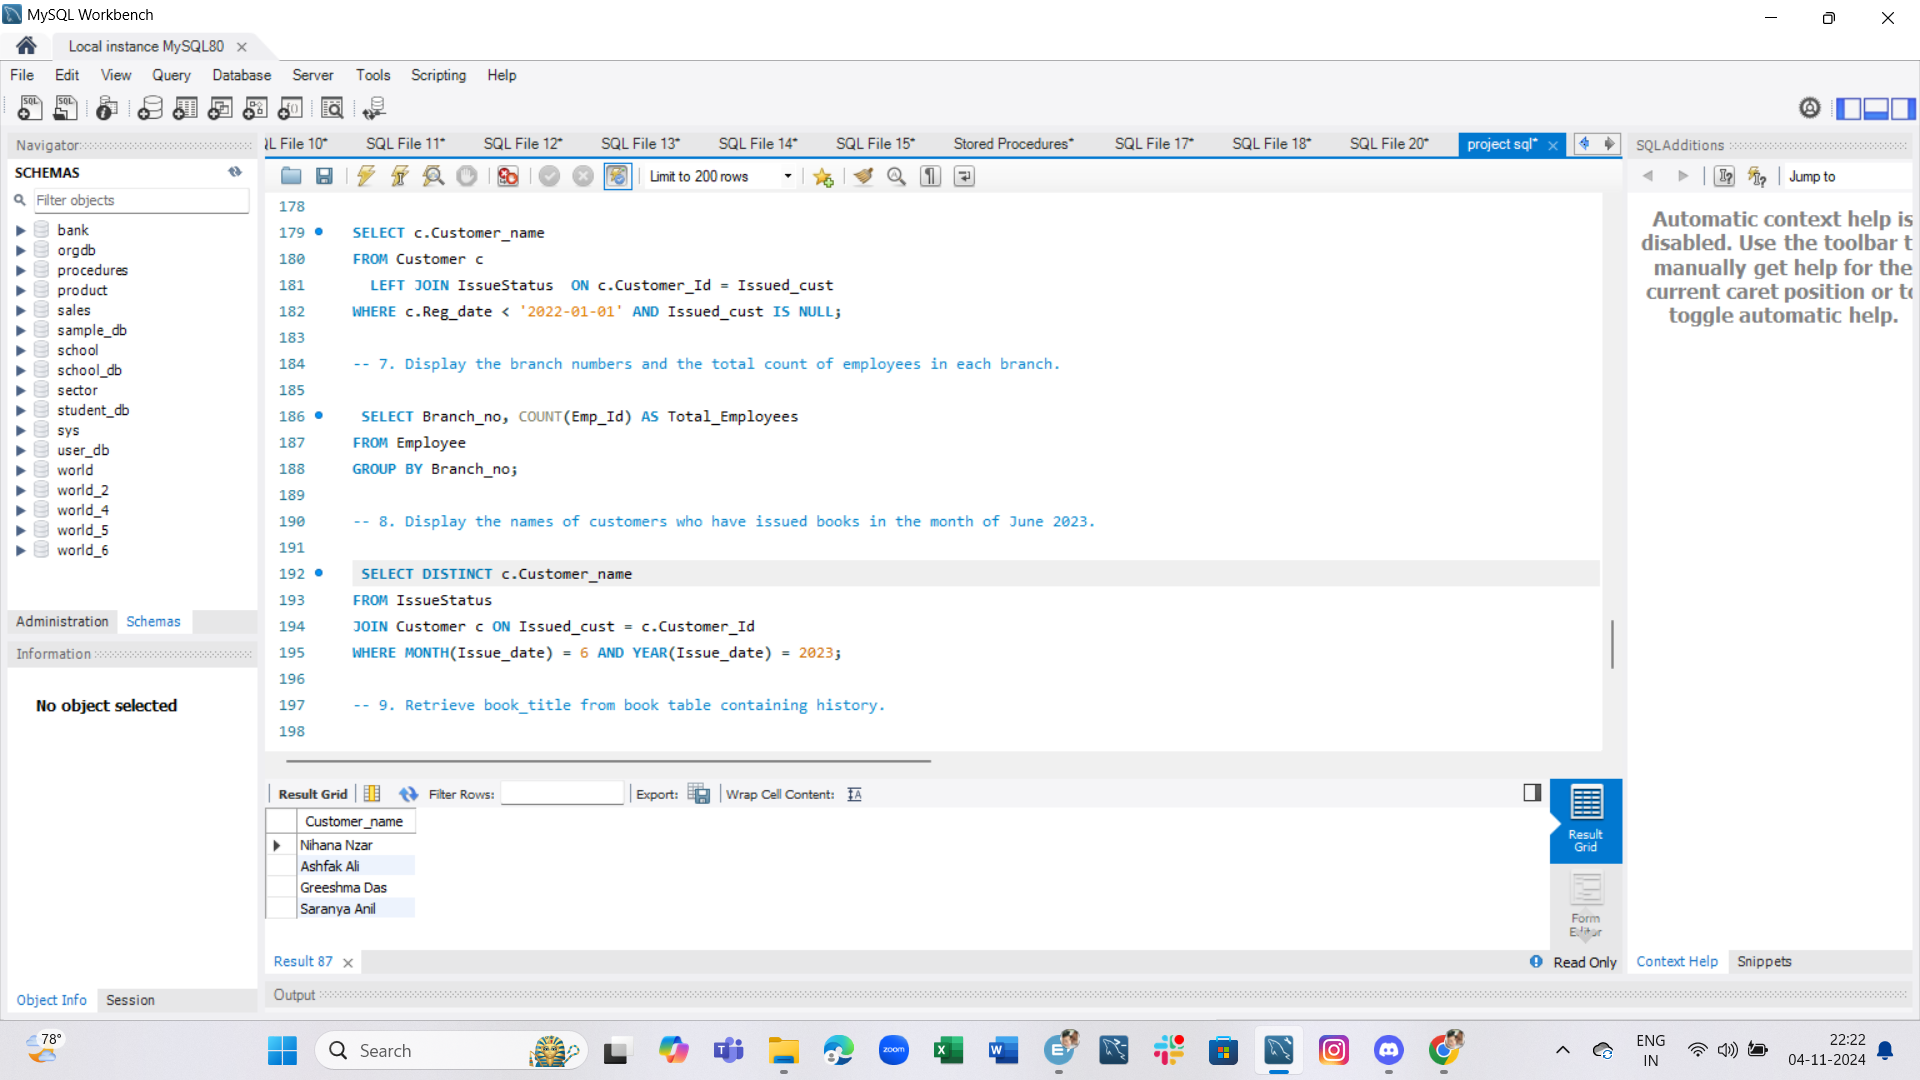 MySQL Workbench
Local instance MySQL80
File Edit View Query Database Server Tools Scripting Help
Navigator
L File 10* SQL File 11* SQL File 12* SQL File 13* SQL File 14* SQL File 15* Stored Procedures* SQL File 17* SQL File 18* SQL File 20* project sql*
SQLAdditions
SCHEMAS
Filter objects
bank
orgdb
procedures
product
sales
sample_db
school
school_db
sector
student_db
sys
user_db
world
world_2
world_4
world_5
world_6
Administration Schemas
Information
No object selected
Object Info Session
Limit to 200 rows
178
179 SELECT c.Customer_name
180 FROM Customer c
181 LEFT JOIN IssueStatus ON c.Customer_Id = Issued_cust
182 WHERE c.Reg_date < '2022-01-01' AND Issued_cust IS NULL;
183
184 -- 7. Display the branch numbers and the total count of employees in each branch.
185
186 SELECT Branch_no, COUNT(Emp_Id) AS Total_Employees
187 FROM Employee
188 GROUP BY Branch_no;
189
190 -- 8. Display the names of customers who have issued books in the month of June 2023.
191
192 SELECT DISTINCT c.Customer_name
193 FROM IssueStatus
194 JOIN Customer c ON Issued_cust = c.Customer_Id
195 WHERE MONTH(Issue_date) = 6 AND YEAR(Issue_date) = 2023;
196
197 -- 9. Retrieve book_title from book table containing history.
198
Result Grid Filter Rows: Export: Wrap Cell Content:
Customer_name
Nihana Nzar
Ashfak Ali
Greeshma Das
Saranya Anil
Result
Grid
Form
Editor
Result 87
Read Only
Output
Jump to
Automatic context help is
disabled. Use the toolbar t
manually get help for the
current caret position or to
toggle automatic help.
Context Help Snippets
78°
Search
zoom
ENG
IN
22:22
04-11-2024